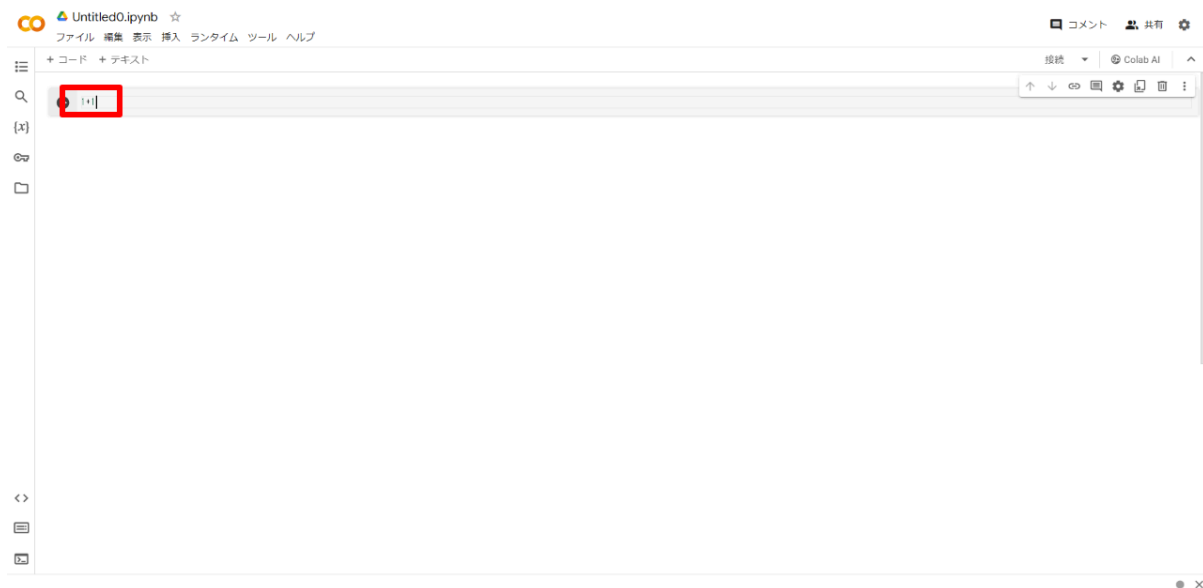 Untitled0.ipynb
コメント 共有
ファイル 編集 表示 挿入 ランタイム ツール ヘルプ
+ コード + テキスト
接続 Colab AI
1+1
{x}